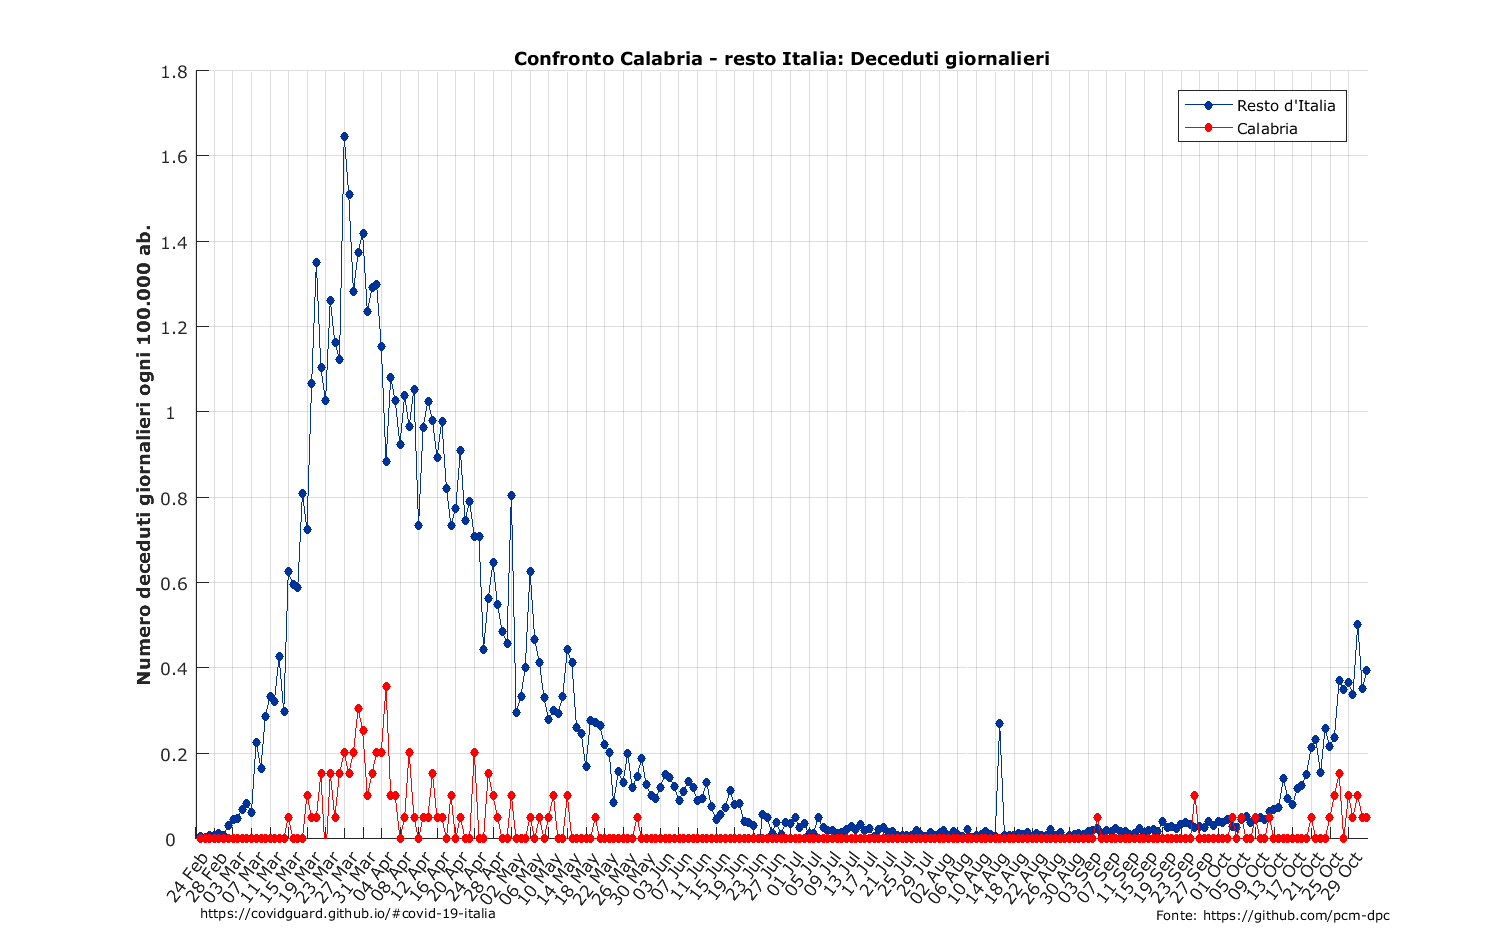 Confronto Calabria - resto Italia: Deceduti giornalieri
Numero deceduti giornalieri ogni 100.000 ab.
1.8
1.6
1.4
1.2
1
0.8
0.6
0.4
0.2
0
Resto d'Italia
Calabria
24 Feb
28 Feb
03 Mar
07 Mar
11 Mar
15 Mar
19 Mar
23 Mar
27 Mar
31 Mar
04 Apr
08 Apr
12 Apr
16 Apr
20 Apr
24 Apr
28 Apr
02 May
06 May
10 May
14 May
18 May
22 May
26 May
30 May
03 Jun
07 Jun
11 Jun
15 Jun
19 Jun
23 Jun
27 Jun
01 Jul
05 Jul
09 Jul
13 Jul
17 Jul
21 Jul
25 Jul
29 Jul
02 Aug
06 Aug
10 Aug
14 Aug
18 Aug
22 Aug
26 Aug
30 Aug
03 Sep
07 Sep
11 Sep
15 Sep
19 Sep
23 Sep
27 Sep
01 Oct
05 Oct
09 Oct
13 Oct
17 Oct
21 Oct
25 Oct
29 Oct
https://covidguard.github.io/#covid-19-italia
Fonte: https://github.com/pcm-dpc